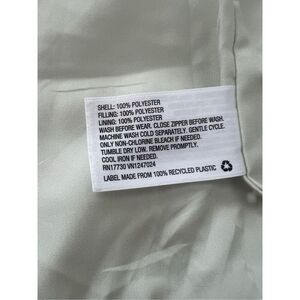 SHELL: 100% POLYESTER
FILLING: 100% POLYESTER
LINING: 100% POLYESTER
WASH BEFORE WEAR. CLOSE ZIPPER BEFORE WASH.
MACHINE WASH COLD SEPARATELY. GENTLE CYCLE.
ONLY NON-CHLORINE BLEACH IF NEEDED.
TUMBLE DRY LOW. REMOVE PROMPTLY.
COOL IRON IF NEEDED.
RN17730 VN1247024
LABEL MADE FROM 100% RECYCLED PLASTIC